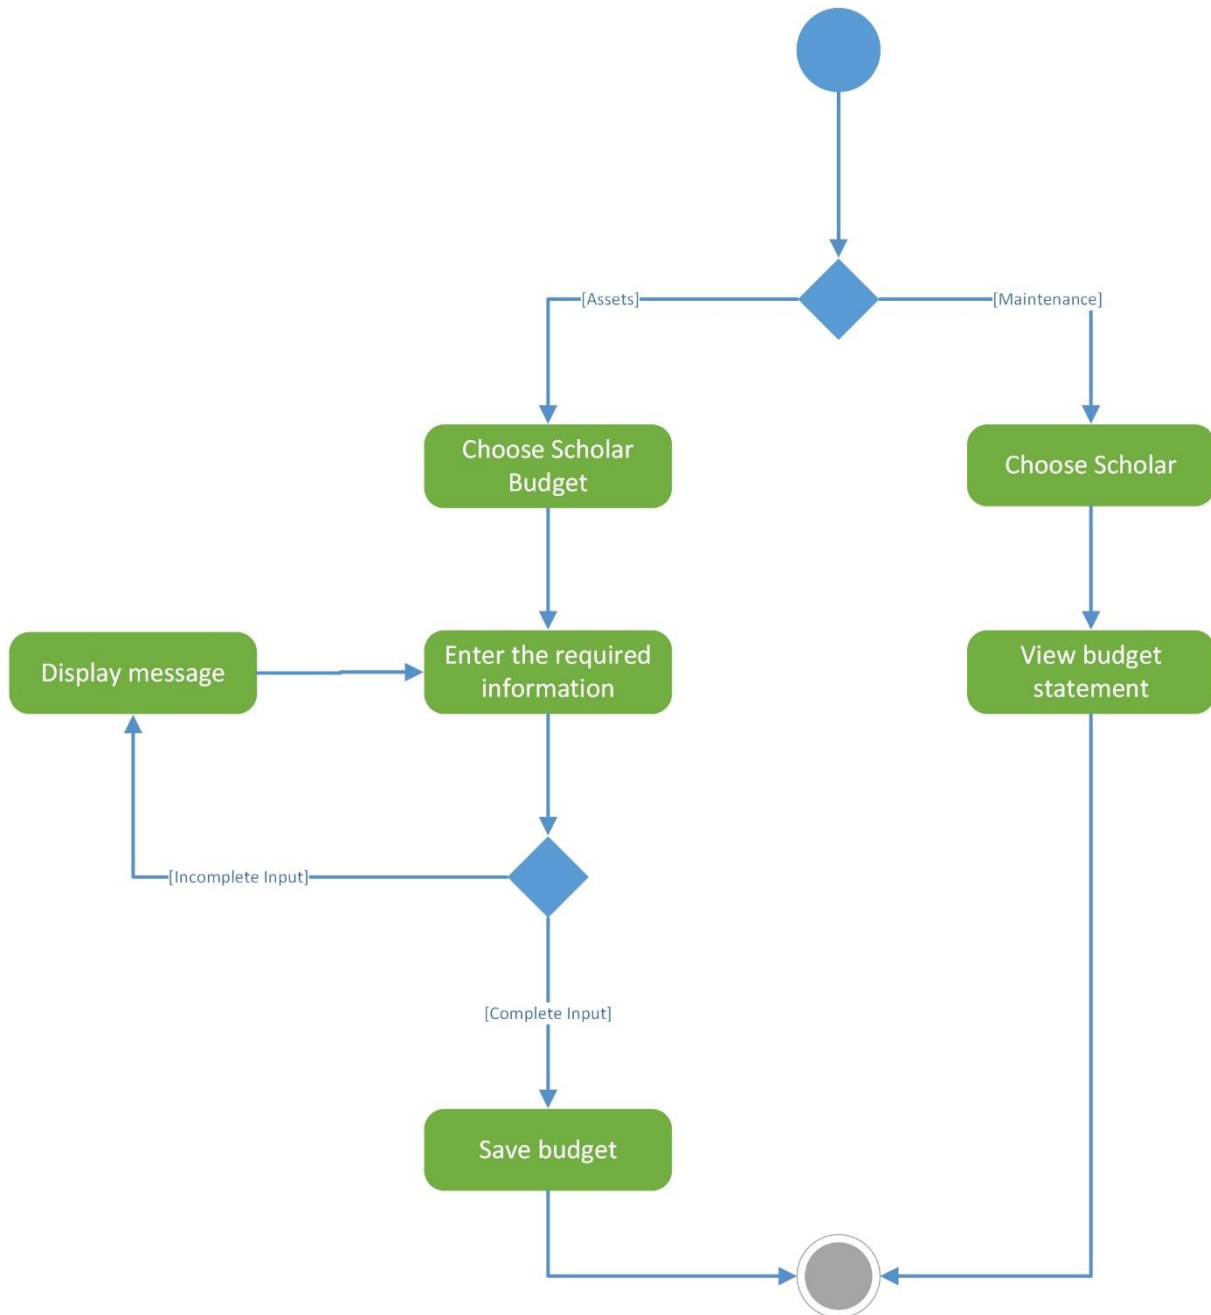 [Assets]
[Maintenance]
Choose Scholar
Budget
Choose Scholar
Display message
Enter the required
information
View budget
statement
[Incomplete Input]
[Complete Input]
Save budget